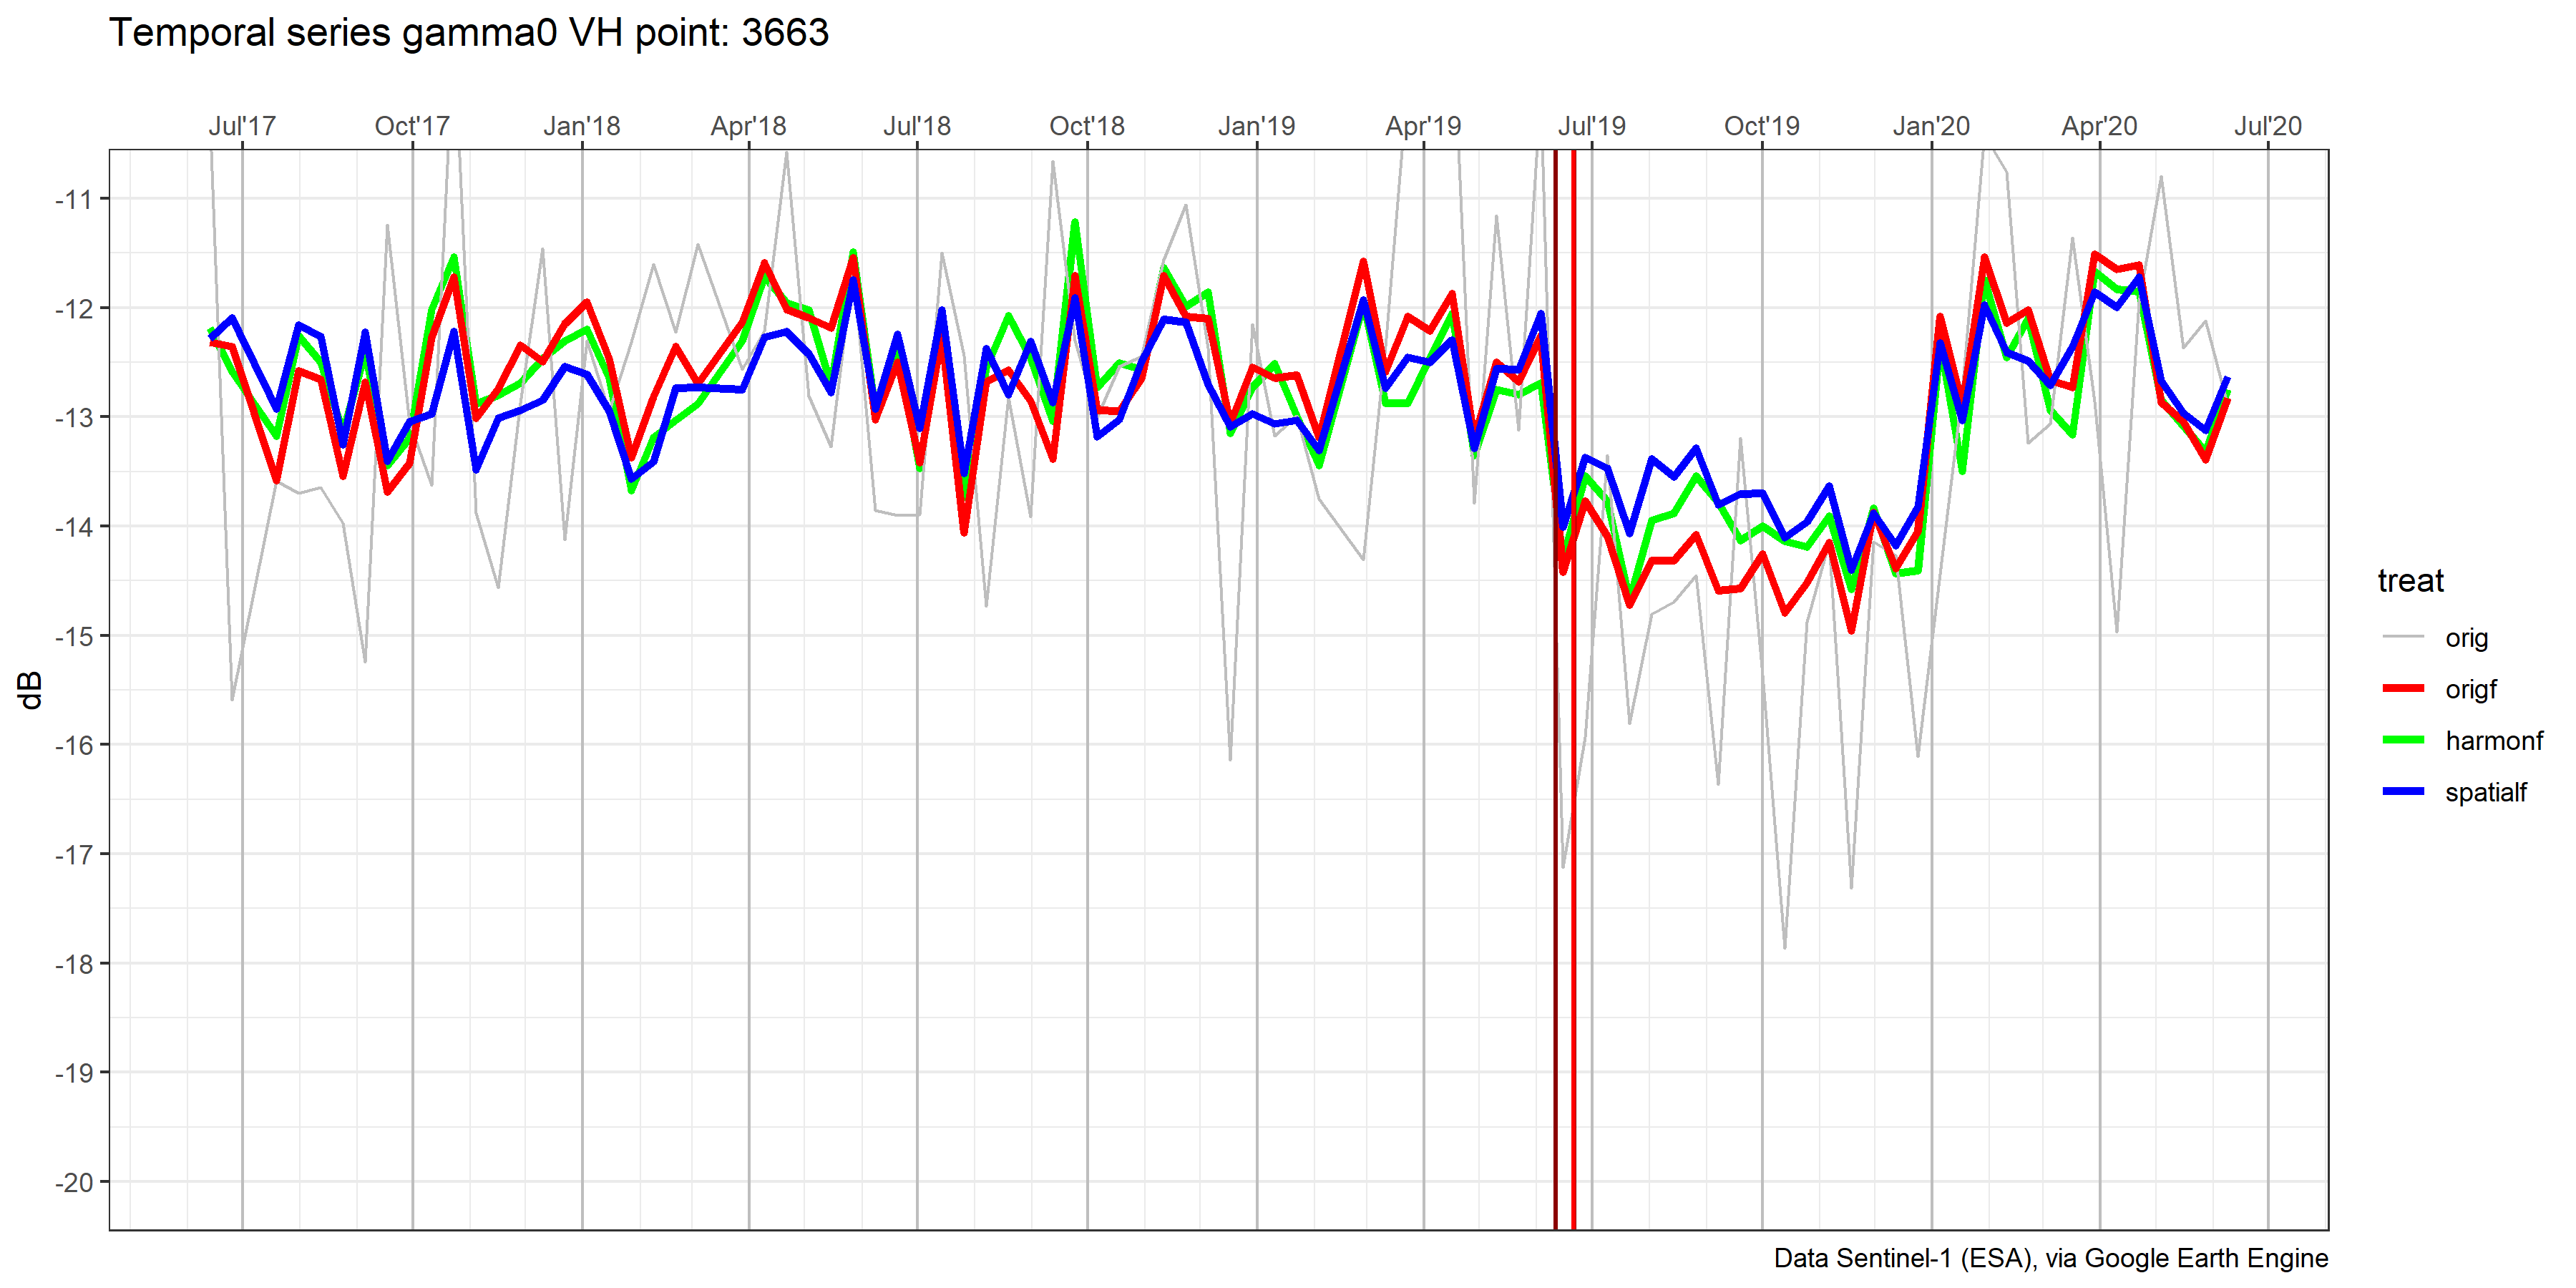 Temporal series gamma0 VH point: 3663
Jul'17 Oct'17 Jan'18 Apr'18 Jul'18 Oct'18 Jan'19 Apr'19 Jul'19 Oct'19 Jan'20 Apr'20 Jul'20
-11
-12
-13
-14
-15
-16
-17
-18
-19
-20
dB
treat
orig
origf
harmonf
spatialf
Data Sentinel-1 (ESA), via Google Earth Engine